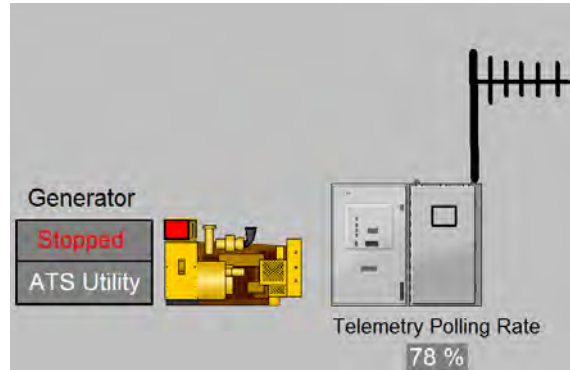 Generator
Stopped
ATS Utility
Telemetry Polling Rate
78 %